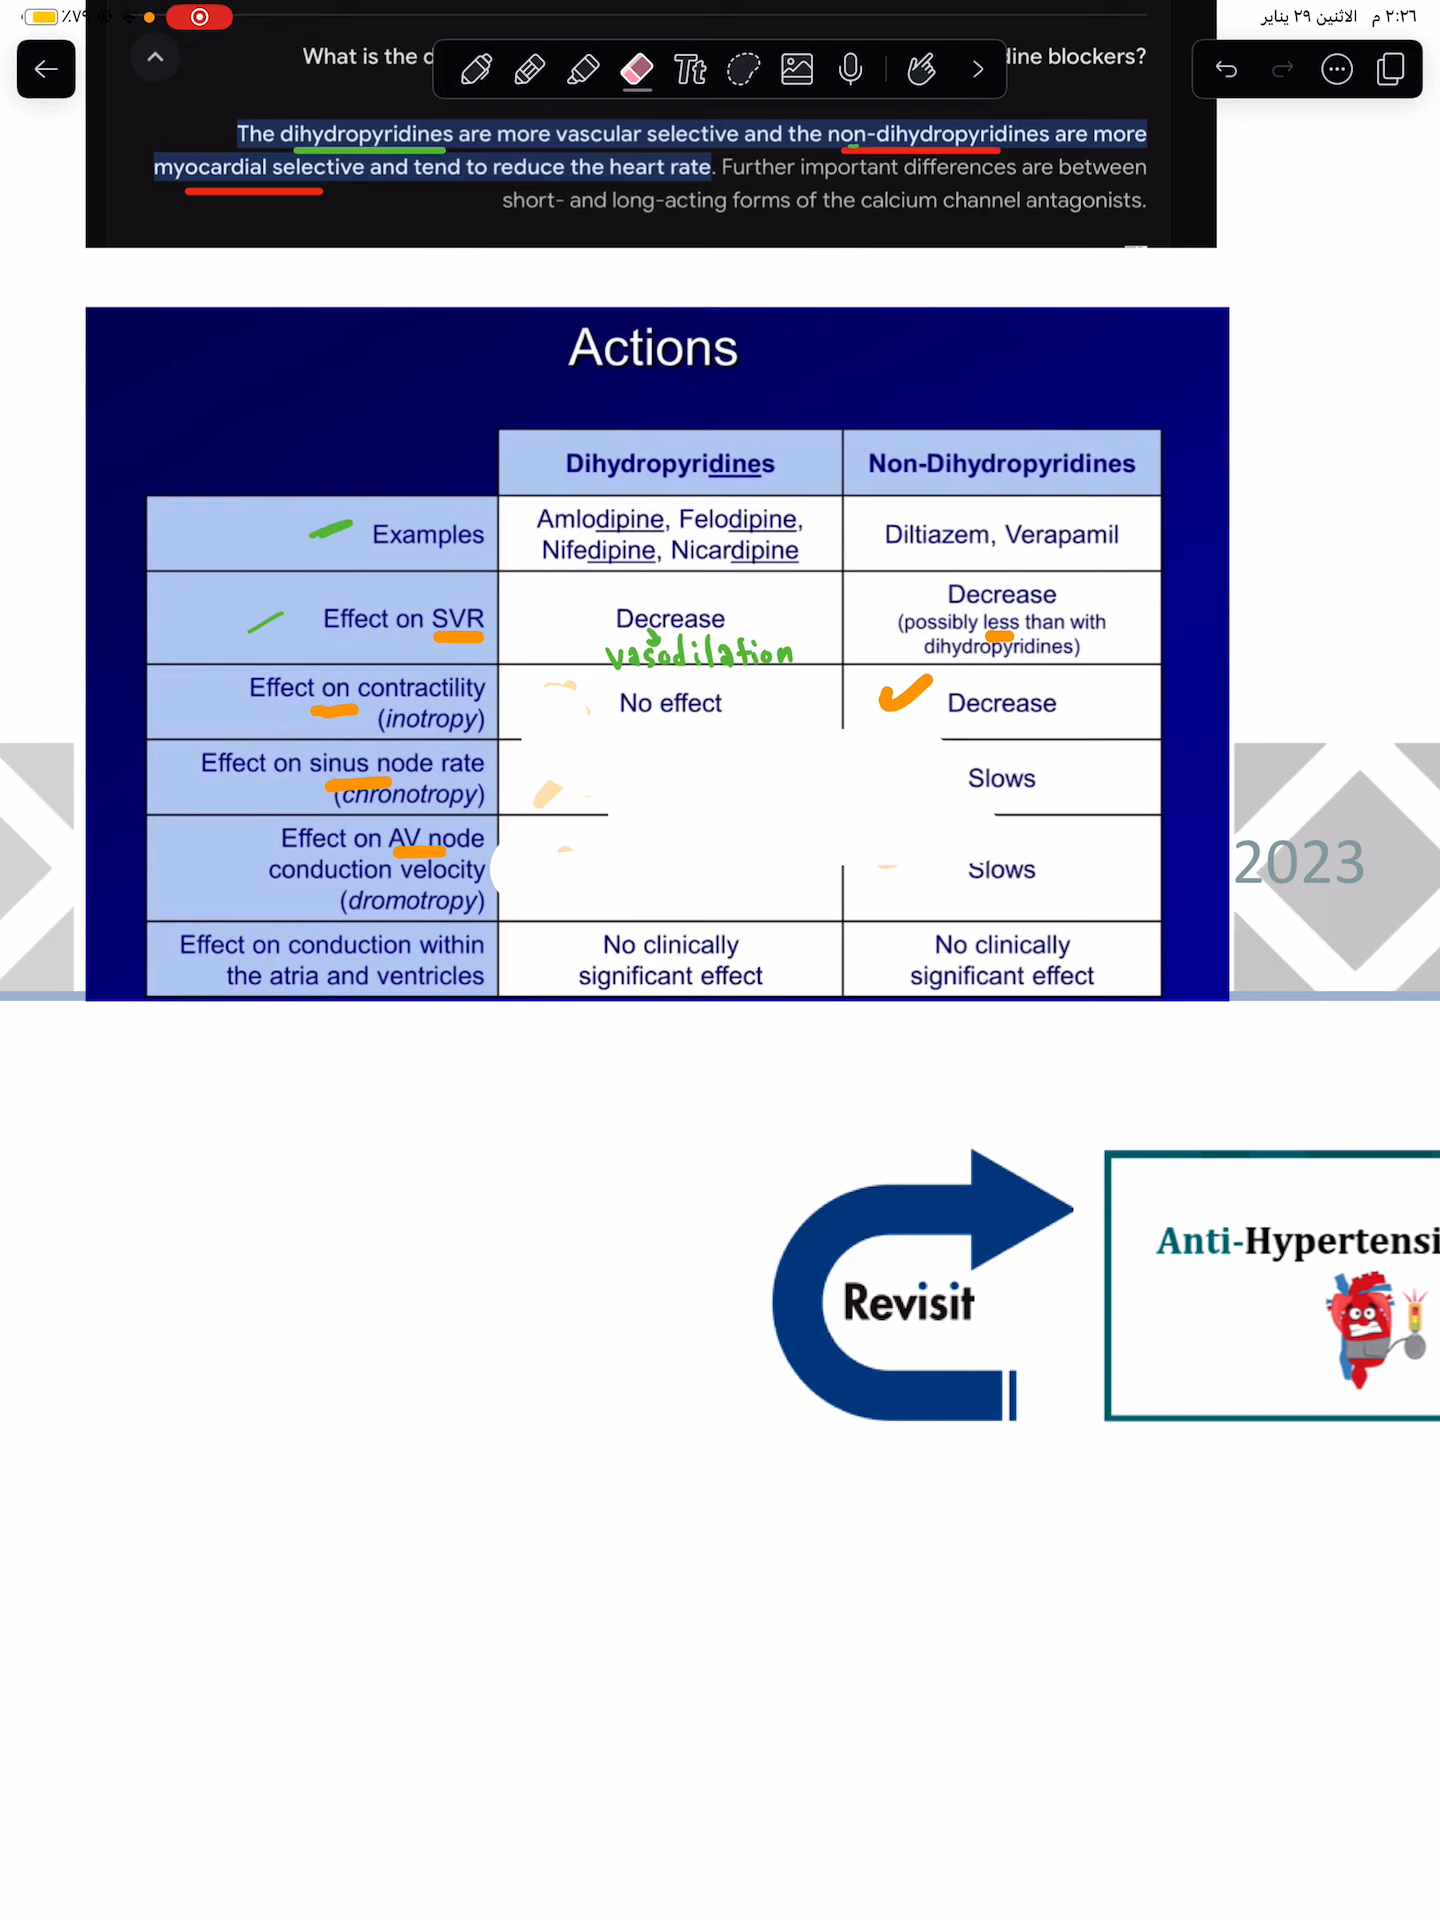 ٪٧٩
٢:٢٦ م الاثنين ٢٩ يناير
What is the
dine blockers?
Tt
The dihydropyridines are more vascular selective and the non-dihydropyridines are more
myocardial selective and tend to reduce the heart rate. Further important differences are between
short- and long-acting forms of the calcium channel antagonists.
Actions
Dihydropyridines
Non-Dihydropyridines
Examples
Amlodipine, Felodipine,
Nifedipine, Nicardipine
Diltiazem, Verapamil
Effect on SVR
Decrease
vasodilation
Decrease
(possibly less than with
dihydropyridines)
Effect on contractility
(inotropy)
No effect
Decrease
Effect on sinus node rate
(chronotropy)
Slows
Effect on AV node
conduction velocity
(dromotropy)
Slows
Effect on conduction within
the atria and ventricles
No clinically
significant effect
No clinically
significant effect
2023
Revisit
Anti-Hypertensi